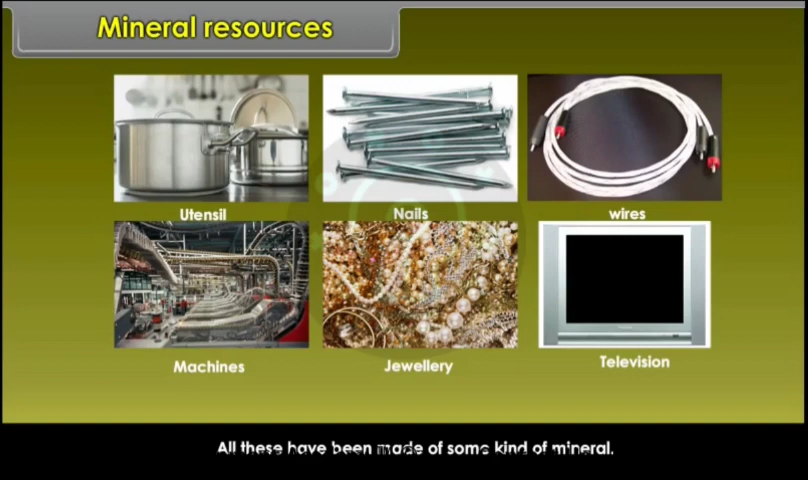 Mineral resources
Utensil
Nails
wires
Machines
Jewellery
Television
All these have been made of some kind of mineral.